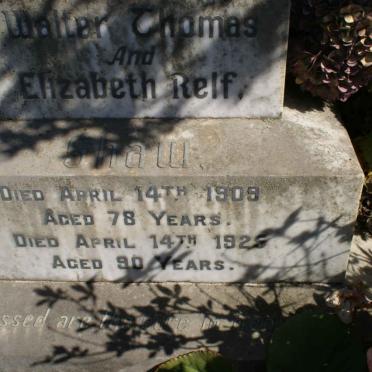 Walter Thomas
And
Elizabeth Relf.
Shaw.
Died April 14th 1909
Aged 78 Years.
Died April 14th 1925
Aged 90 Years.
are